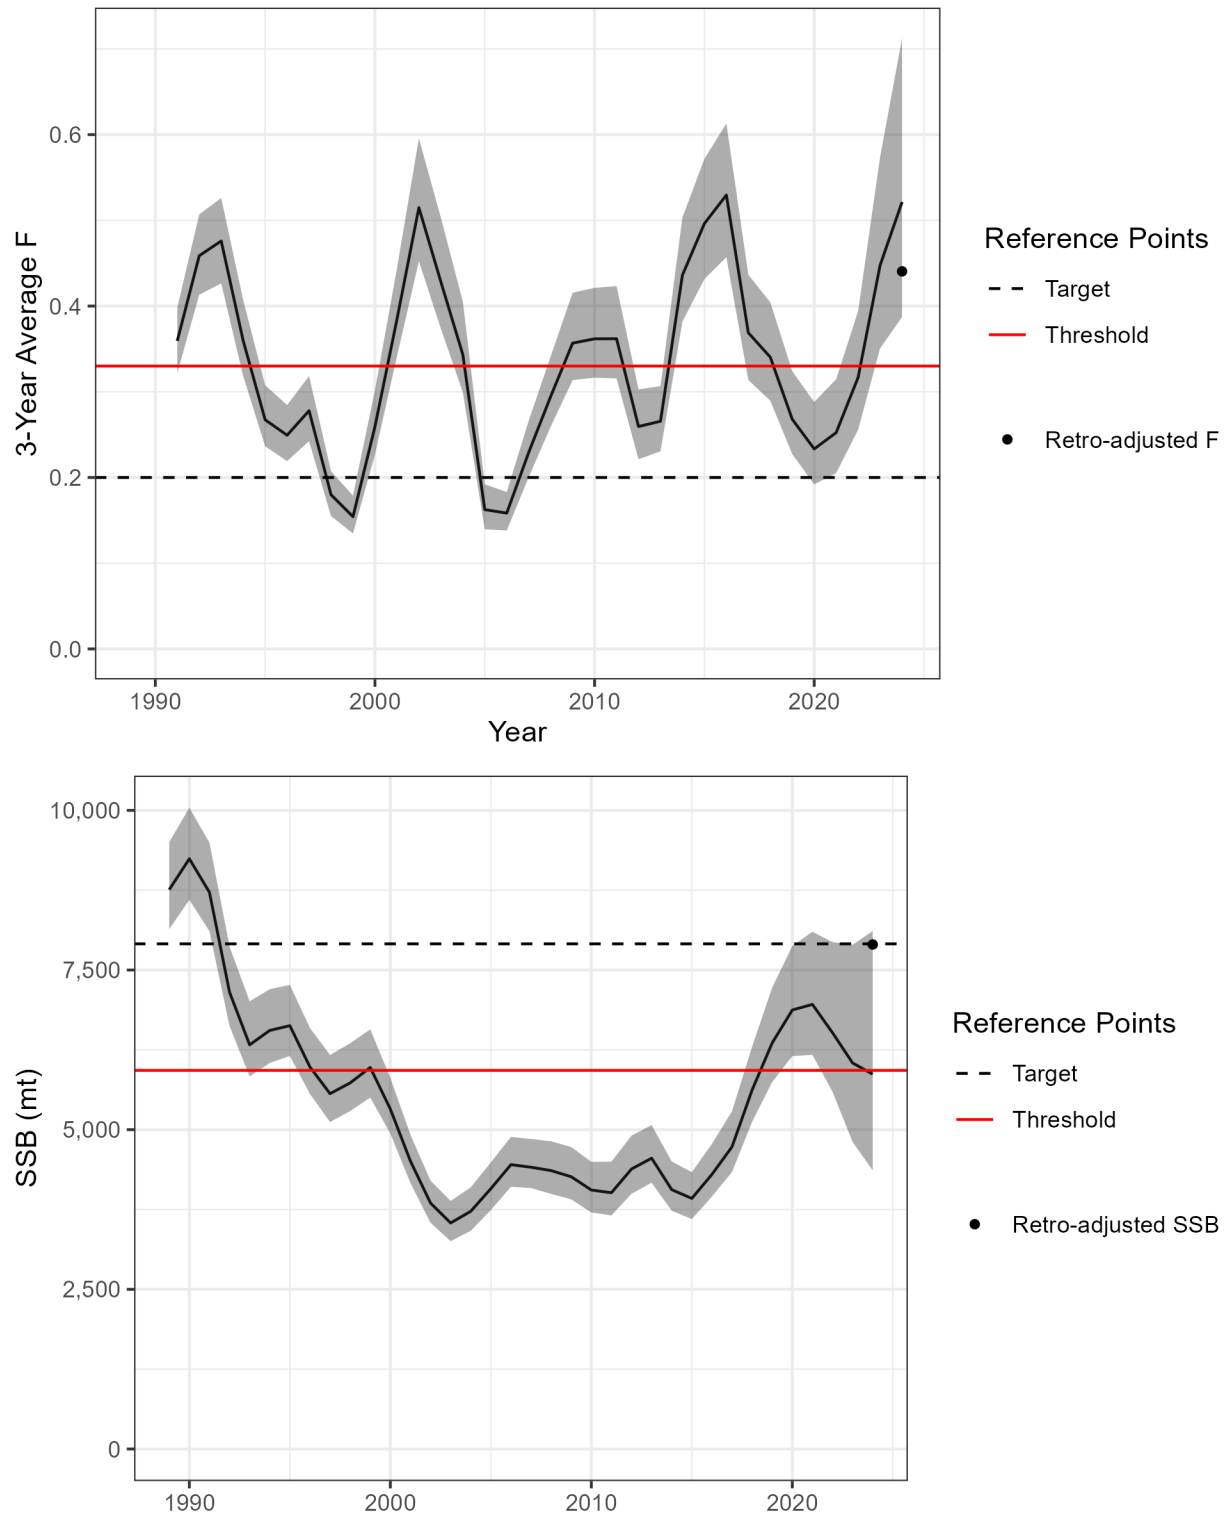 3-Year Average F
0.6
0.4
0.2
0.0
1990 2000 2010 2020
Year
Reference Points
Target
Threshold
Retro-adjusted F
SSB (mt)
10,000
7,500
5,000
2,500
0
1990 2000 2010 2020
Reference Points
Target
Threshold
Retro-adjusted SSB